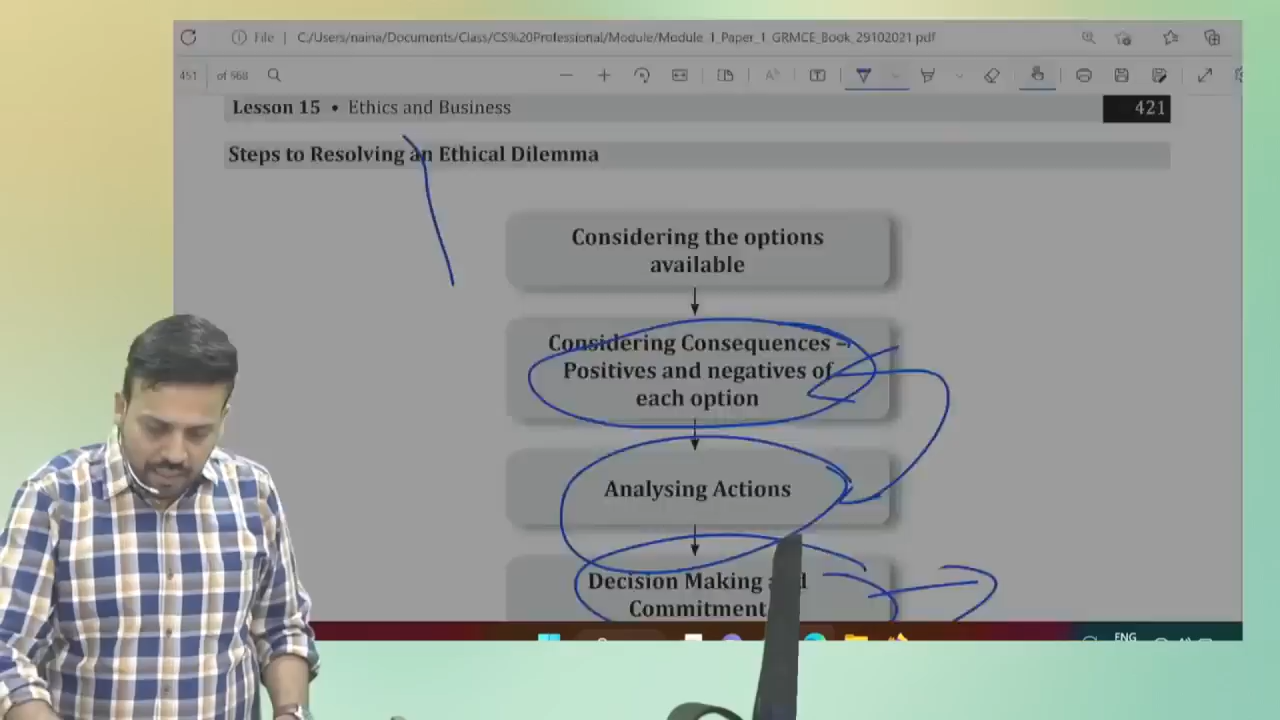 File | C:/Users/naina/Documents/Class/CS%20Professional/Module/Module_1_Paper_1_GRMCE_Book_29102021.pdf
451 of 568
Lesson 15 • Ethics and Business 421
Steps to Resolving an Ethical Dilemma
Considering the options
available
Considering Consequences –
Positives and negatives of
each option
Analysing Actions
Decision Making and
Commitment
ENG